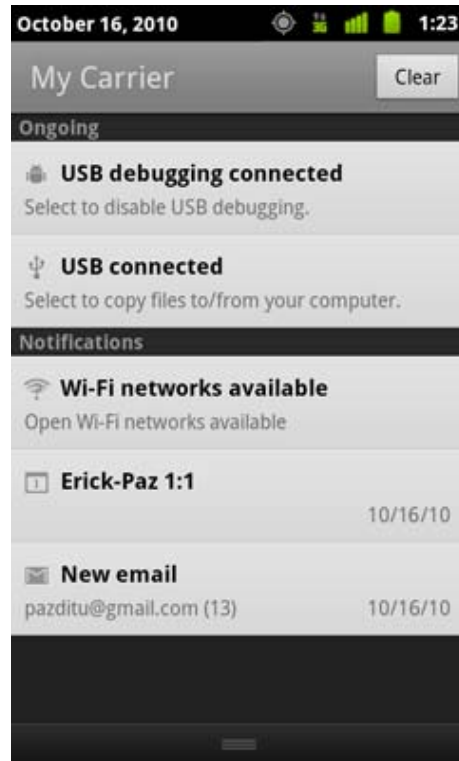 October 16, 2010 3G 1:23
My Carrier Clear
Ongoing
USB debugging connected
Select to disable USB debugging.
USB connected
Select to copy files to/from your computer.
Notifications
Wi-Fi networks available
Open Wi-Fi networks available
1 Erick-Paz 1:1
10/16/10
New email
pazditu@gmail.com (13) 10/16/10